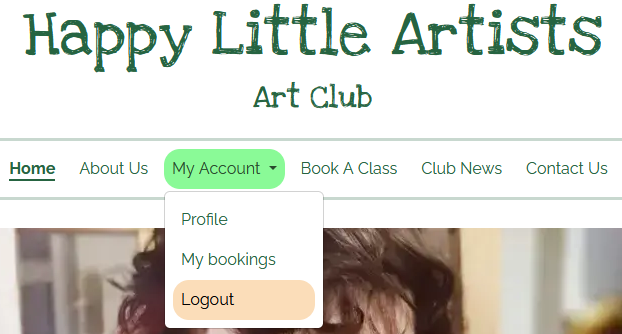 Happy Little Artists
Art Club
Home About Us My Account Book A Class Club News Contact Us
Profile
My bookings
Logout